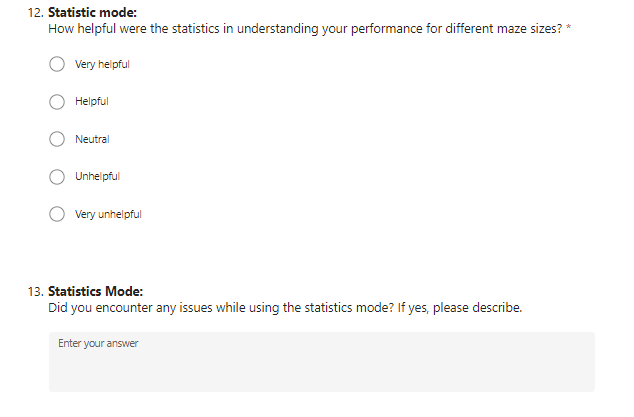 12. Statistic mode:
How helpful were the statistics in understanding your performance for different maze sizes? *
Very helpful
Helpful
Neutral
Unhelpful
Very unhelpful
13. Statistics Mode:
Did you encounter any issues while using the statistics mode? If yes, please describe.
Enter your answer